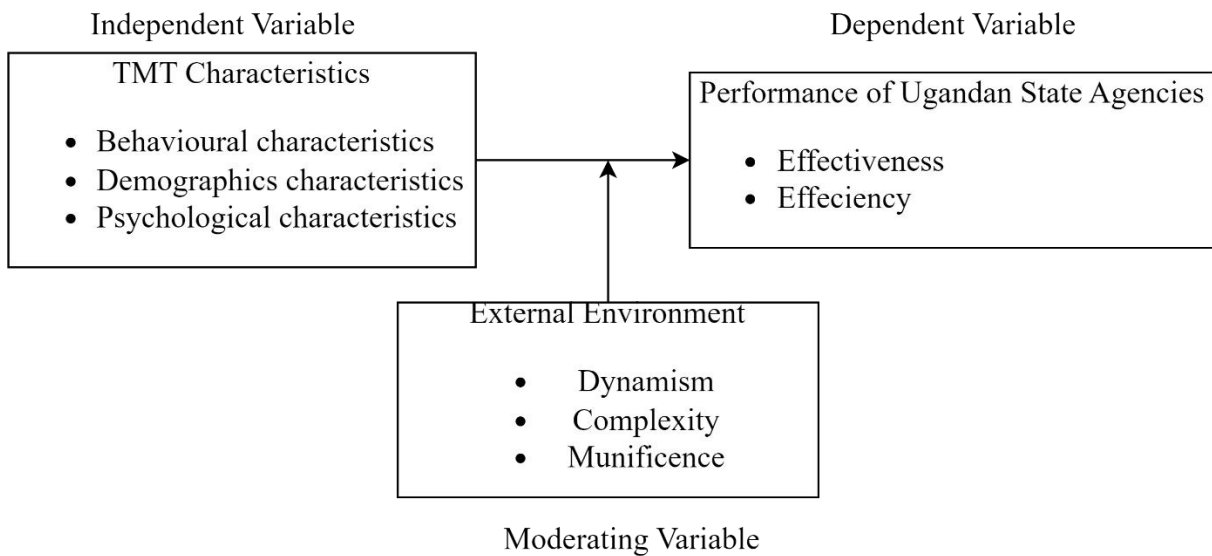 Independent Variable
TMT Characteristics
• Behavioural characteristics
• Demographics characteristics
• Psychological characteristics
Dependent Variable
Performance of Ugandan State Agencies
• Effectiveness
• Effeciency
External Environment
• Dynamism
• Complexity
• Munificence
Moderating Variable